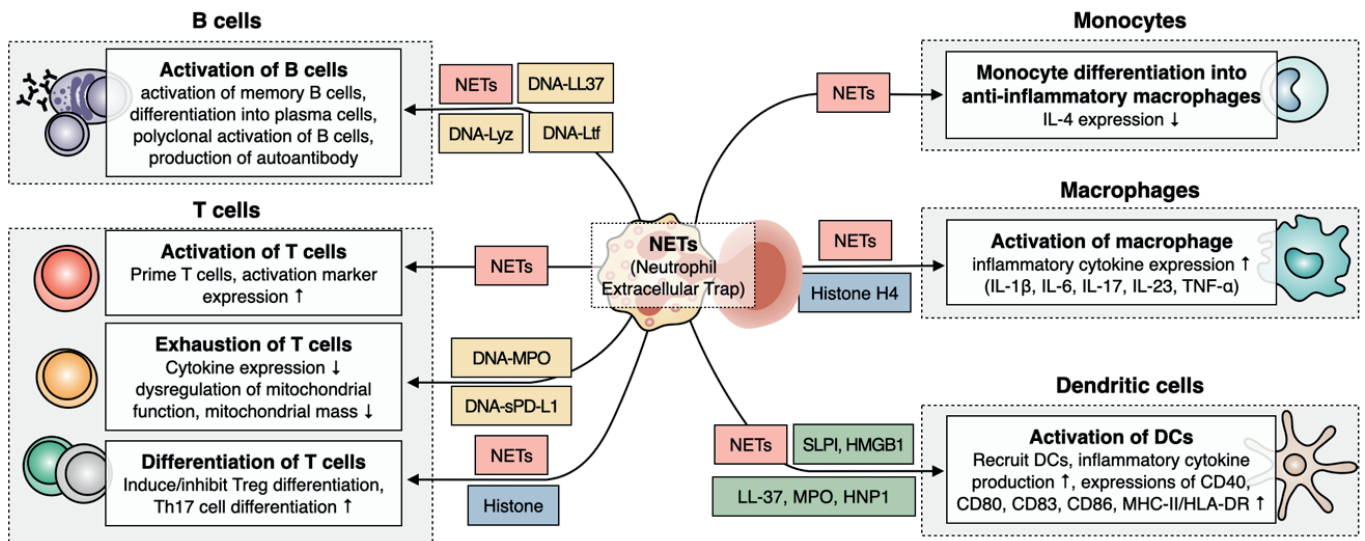 B cells
Activation of B cells
activation of memory B cells,
differentiation into plasma cells,
polyclonal activation of B cells,
production of autoantibody
NETs
DNA-LL37
DNA-Lyz
DNA-Ltf
T cells
Activation of T cells
Prime T cells, activation marker
expression ↑
NETs
Exhaustion of T cells
Cytokine expression ↓
dysregulation of mitochondrial
function, mitochondrial mass ↓
DNA-MPO
DNA-sPD-L1
Differentiation of T cells
Induce/inhibit Treg differentiation,
Th17 cell differentiation ↑
NETs
Histone
NETs
(Neutrophil
Extracellular Trap)
Monocytes
NETs
Monocyte differentiation into
anti-inflammatory macrophages
IL-4 expression ↓
Macrophages
NETs
Histone H4
Activation of macrophage
inflammatory cytokine expression ↑
(IL-1β, IL-6, IL-17, IL-23, TNF-α)
Dendritic cells
NETs
SLPI, HMGB1
LL-37, MPO, HNP1
Activation of DCs
Recruit DCs, inflammatory cytokine
production ↑, expressions of CD40,
CD80, CD83, CD86, MHC-II/HLA-DR ↑